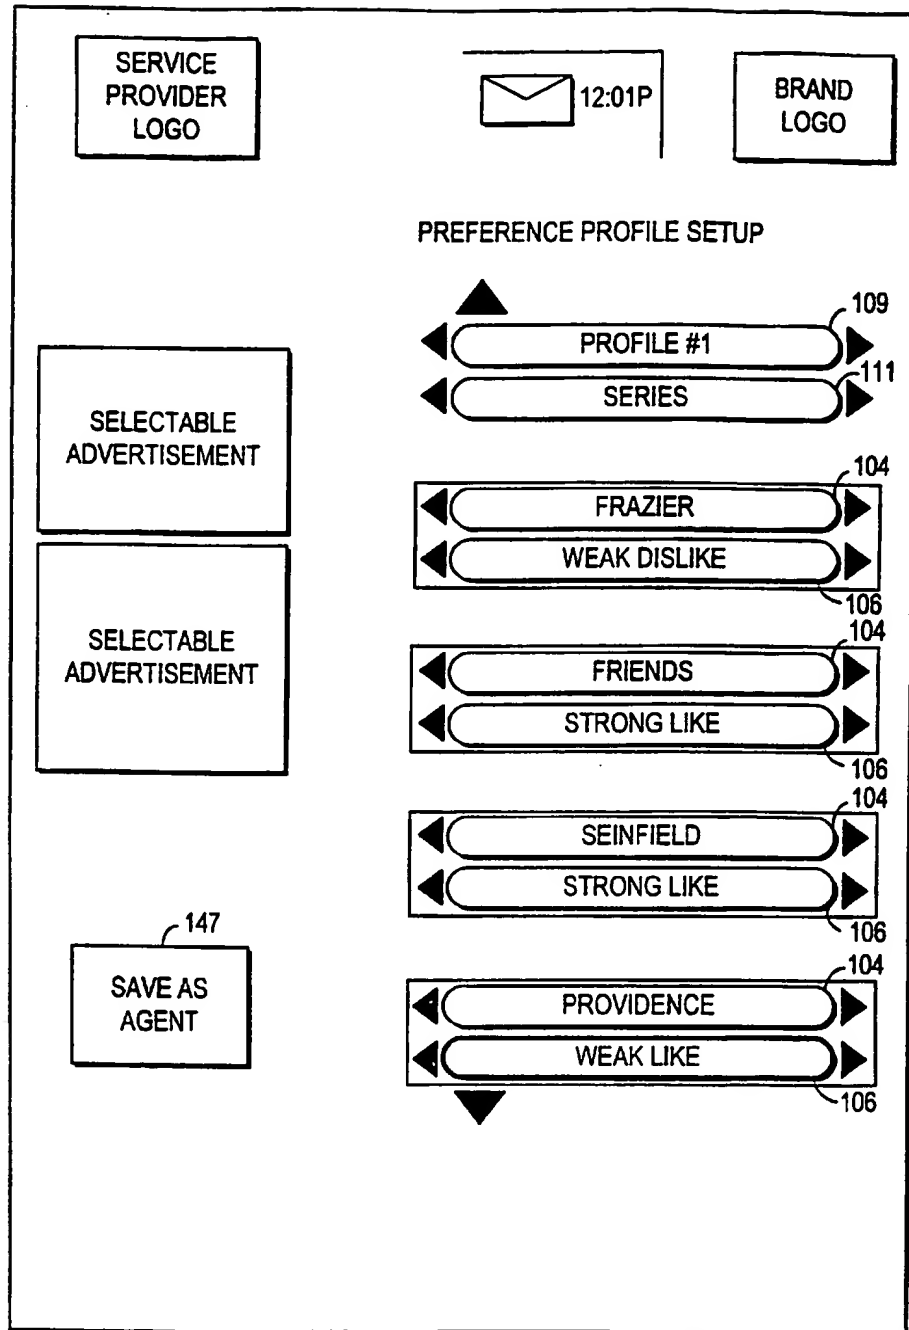 SERVICE
PROVIDER
LOGO
12:01P
BRAND
LOGO
PREFERENCE PROFILE SETUP
109
PROFILE #1
111
SERIES
SELECTABLE
ADVERTISEMENT
104
FRAZIER
WEAK DISLIKE
106
SELECTABLE
ADVERTISEMENT
104
FRIENDS
STRONG LIKE
106
104
SEINFIELD
STRONG LIKE
106
147
SAVE AS
AGENT
104
PROVIDENCE
WEAK LIKE
106